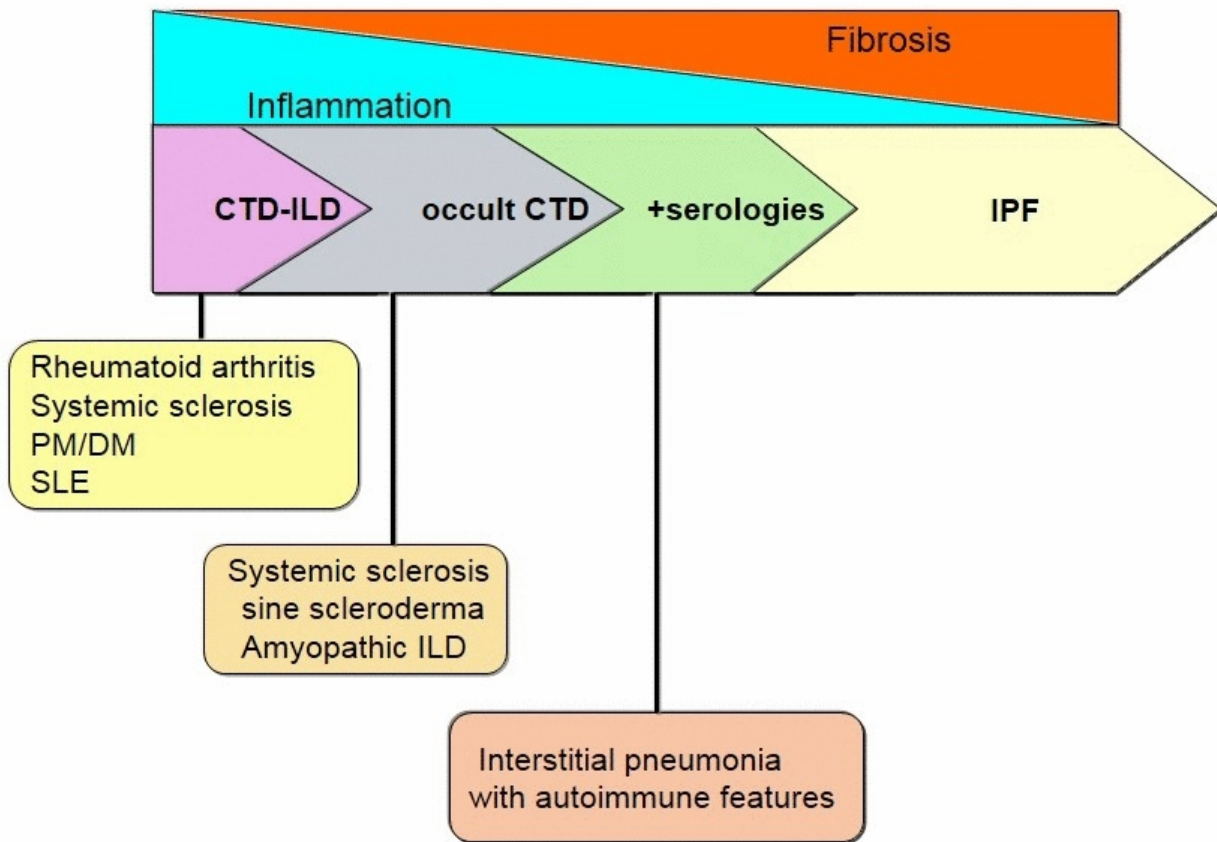 Fibrosis
Inflammation
CTD-ILD
occult CTD
+serologies
IPF
Rheumatoid arthritis
Systemic sclerosis
PM/DM
SLE
Systemic sclerosis
sine scleroderma
Amyopathic ILD
Interstitial pneumonia
with autoimmune features